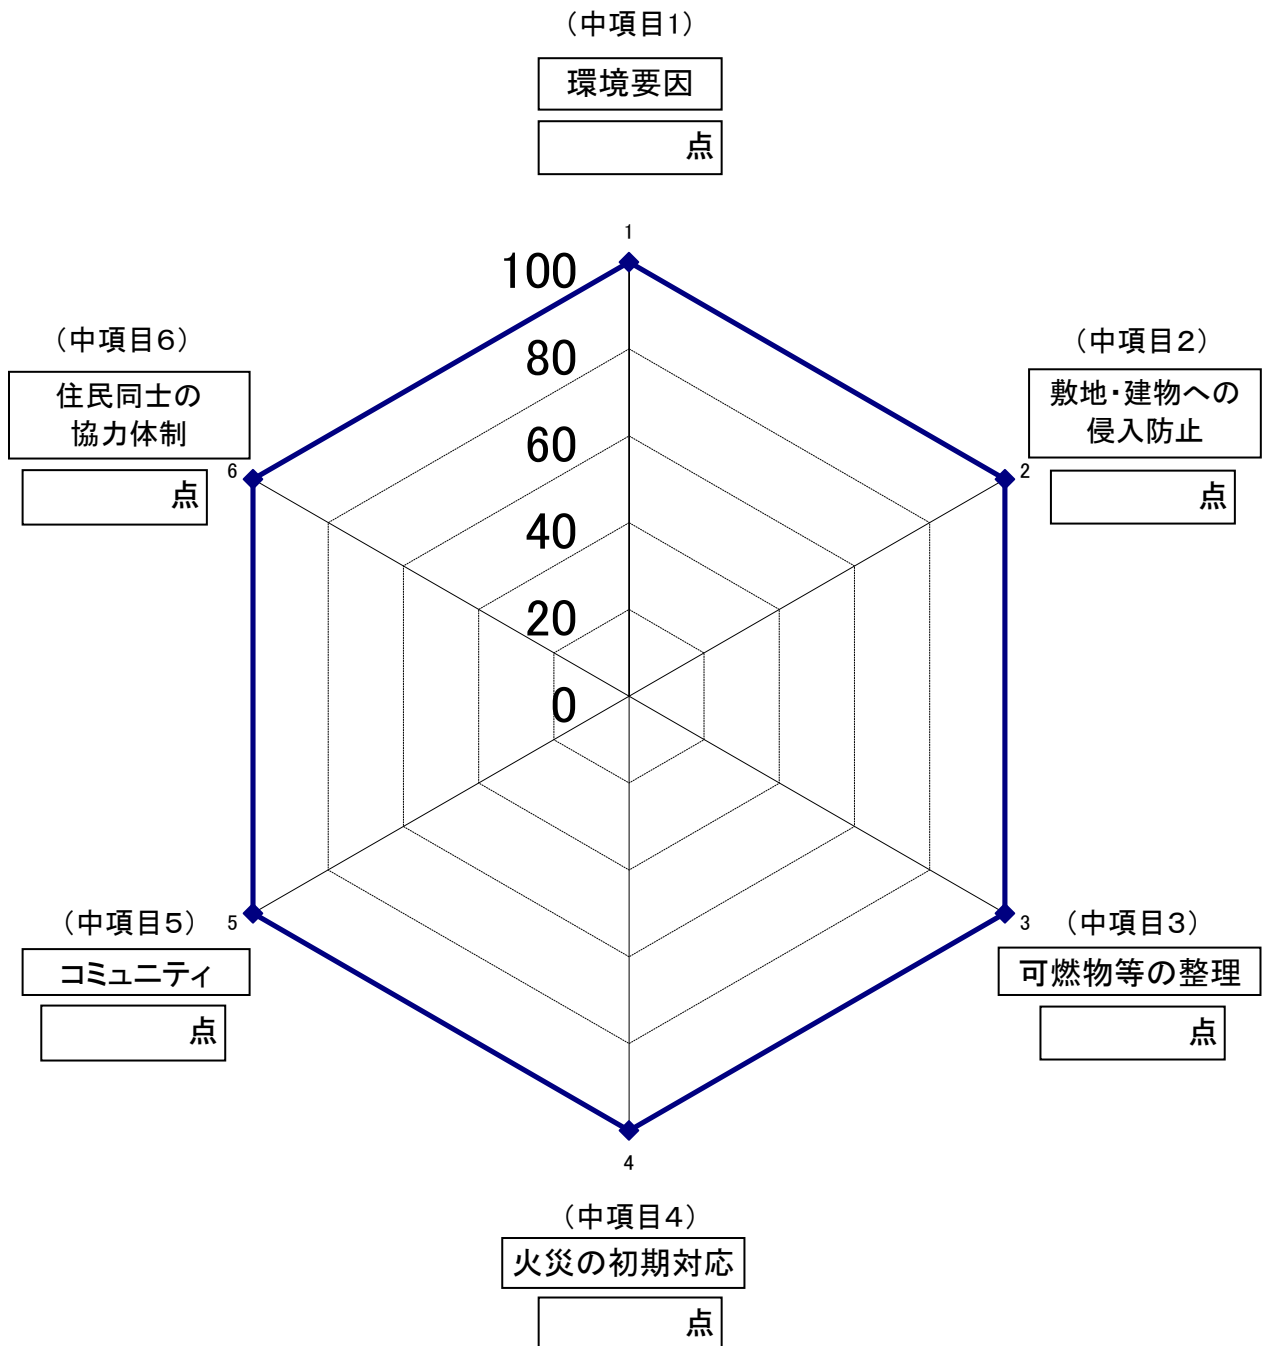 （中項目1）
環境要因
点
1
100
80
60
40
20
0
（中項目2）
敷地・建物への
侵入防止
2
点
3
（中項目3）
可燃物等の整理
点
4
（中項目4）
火災の初期対応
点
（中項目5）
5
コミュニティ
点
（中項目6）
住民同士の
協力体制
6
点